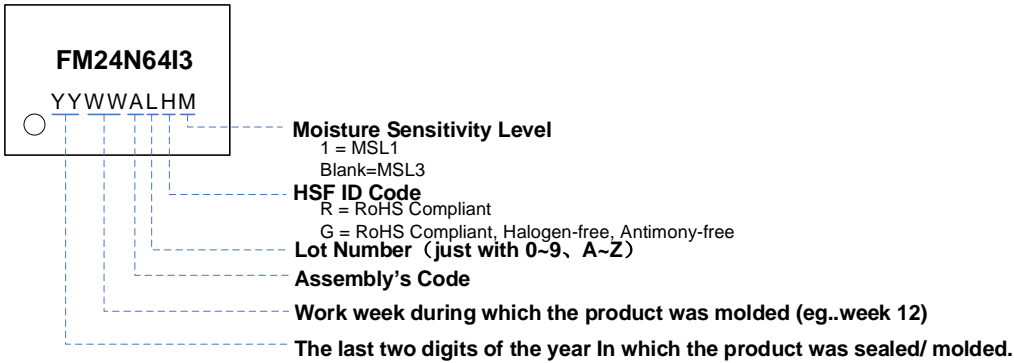 FM24N64I3
YYWWALHM
Moisture Sensitivity Level
1 = MSL1
Blank=MSL3
HSF ID Code
R = RoHS Compliant
G = RoHS Compliant, Halogen-free, Antimony-free
Lot Number（just with 0~9、A~Z）
Assembly's Code
Work week during which the product was molded (eg..week 12)
The last two digits of the year In which the product was sealed/ molded.